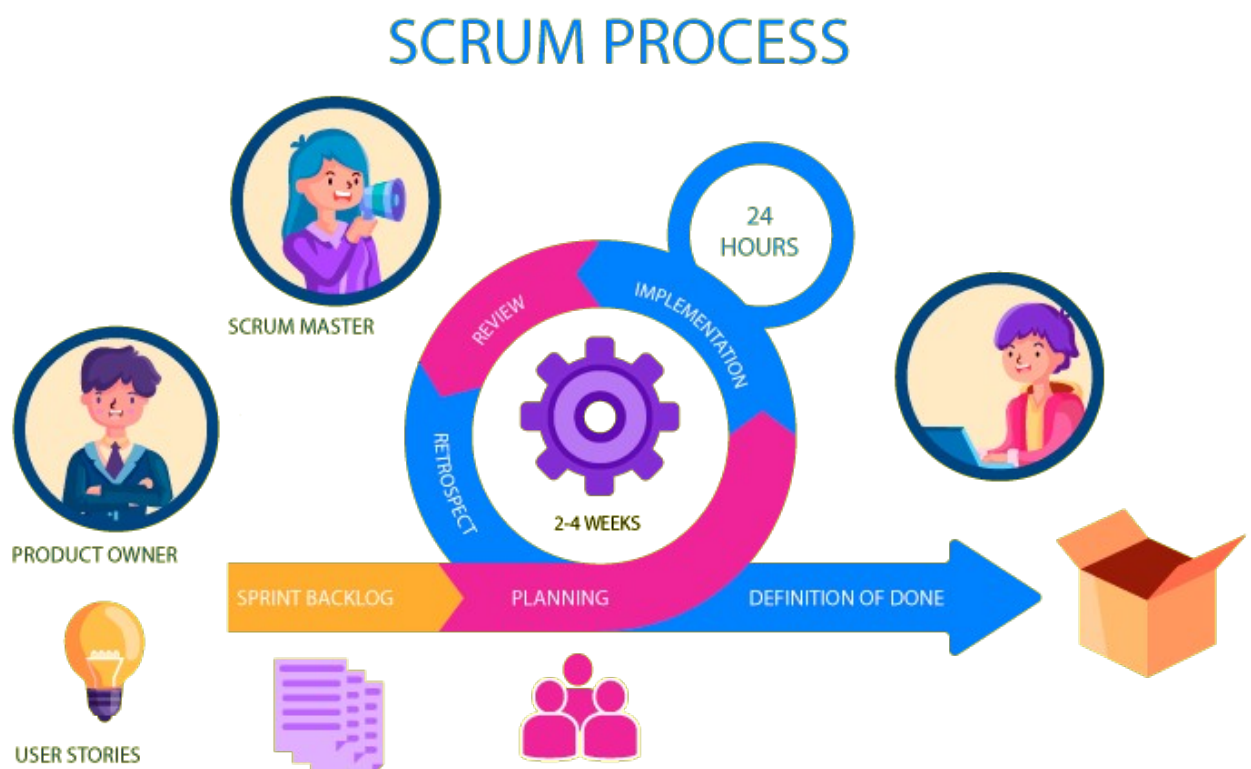 SCRUM PROCESS
24
HOURS
IMPLEMENTATION
REVIEW
SCRUM MASTER
RETROSPECT
2-4 WEEKS
PRODUCT OWNER
SPRINT BACKLOG
PLANNING
DEFINITION OF DONE
USER STORIES